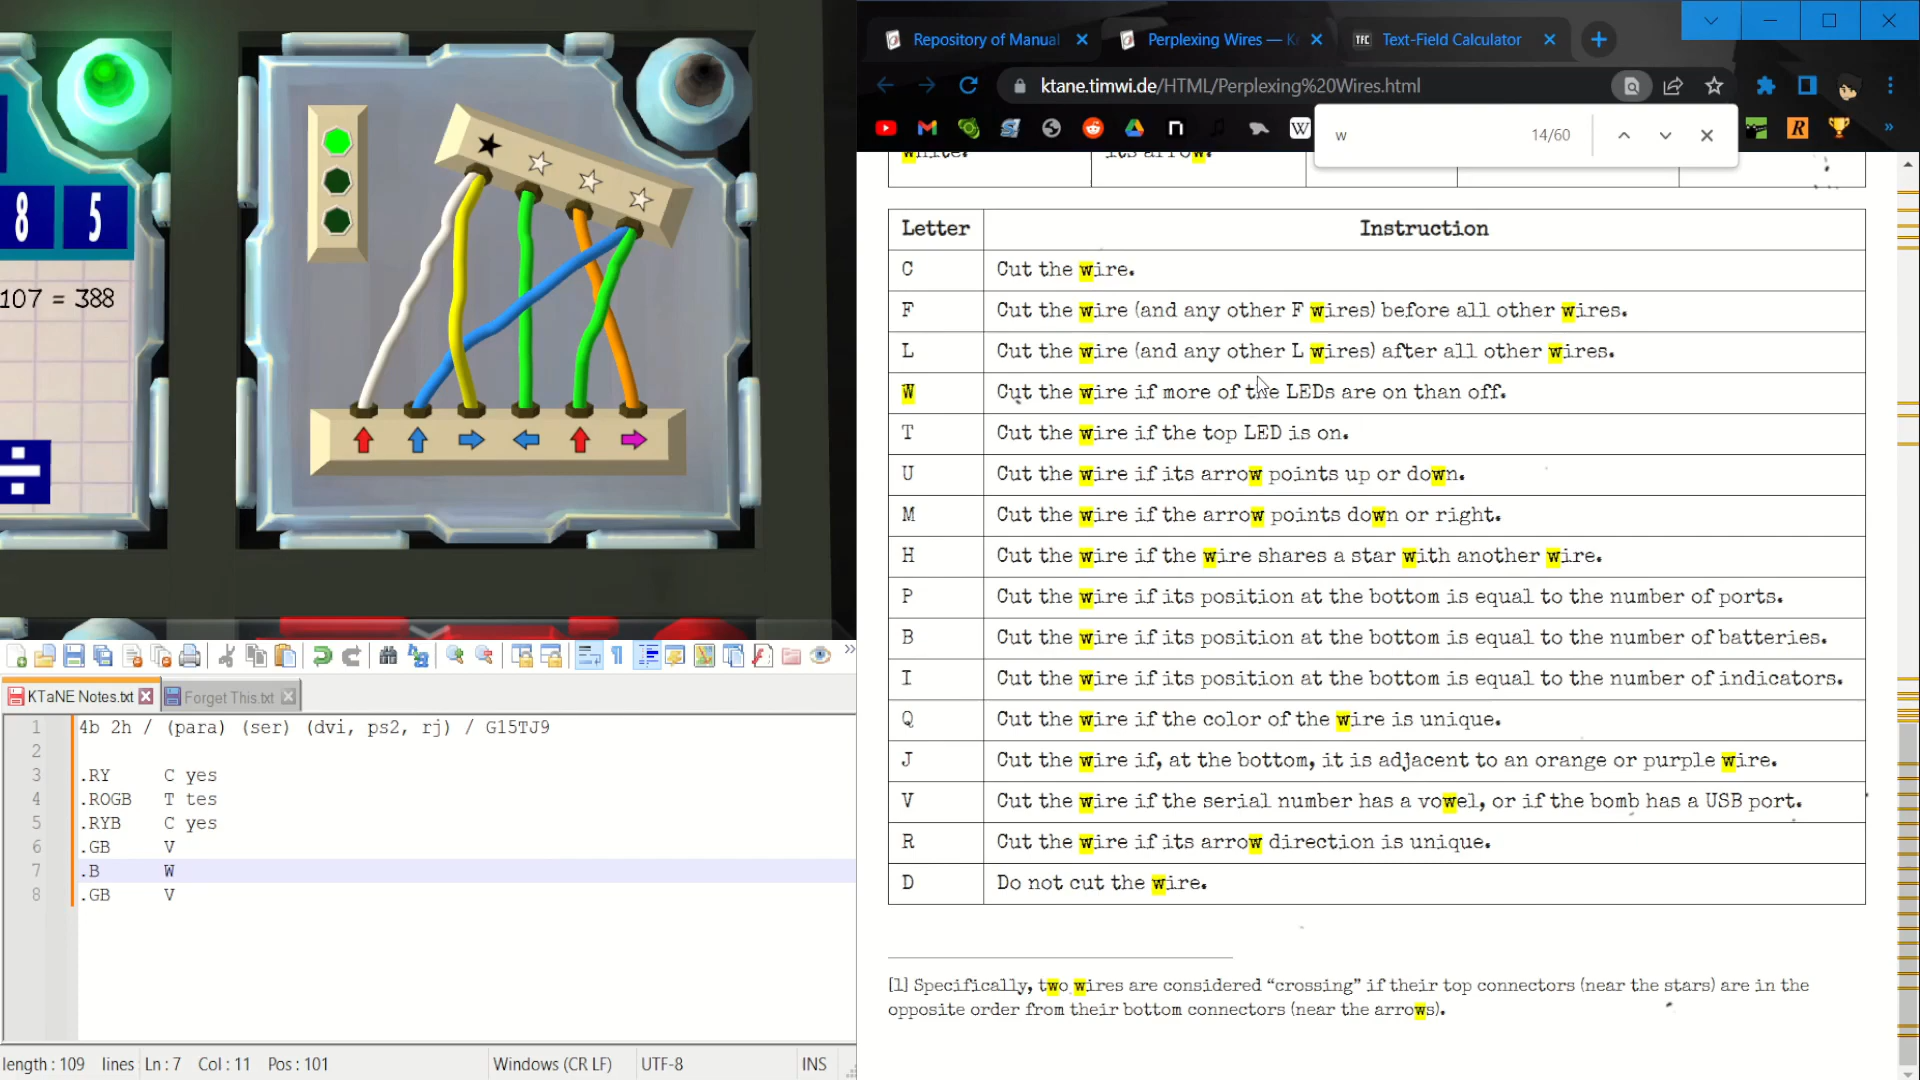 8 5
107 = 388
÷
Repository of Manual
Perplexing Wires — K
TFC Text-Field Calculator
ktane.timwi.de/HTML/Perplexing%20Wires.html
w 14/60
white. its arrow.
Letter Instruction
C Cut the wire.
F Cut the wire (and any other F wires) before all other wires.
L Cut the wire (and any other L wires) after all other wires.
W Cut the wire if more of the LEDs are on than off.
T Cut the wire if the top LED is on.
U Cut the wire if its arrow points up or down.
M Cut the wire if the arrow points down or right.
H Cut the wire if the wire shares a star with another wire.
P Cut the wire if its position at the bottom is equal to the number of ports.
B Cut the wire if its position at the bottom is equal to the number of batteries.
I Cut the wire if its position at the bottom is equal to the number of indicators.
Q Cut the wire if the color of the wire is unique.
J Cut the wire if, at the bottom, it is adjacent to an orange or purple wire.
V Cut the wire if the serial number has a vowel, or if the bomb has a USB port.
R Cut the wire if its arrow direction is unique.
D Do not cut the wire.
[1] Specifically, two wires are considered “crossing” if their top connectors (near the stars) are in the
opposite order from their bottom connectors (near the arrows).
KTaNE Notes.txt Forget This.txt
1 4b 2h / (para) (ser) (dvi, ps2, rj) / G15TJ9
2
3 .RY C yes
4 .ROGB T tes
5 .RYB C yes
6 .GB V
7 .B W
8 .GB V
length : 109 lines Ln : 7 Col : 11 Pos : 101 Windows (CR LF) UTF-8 INS